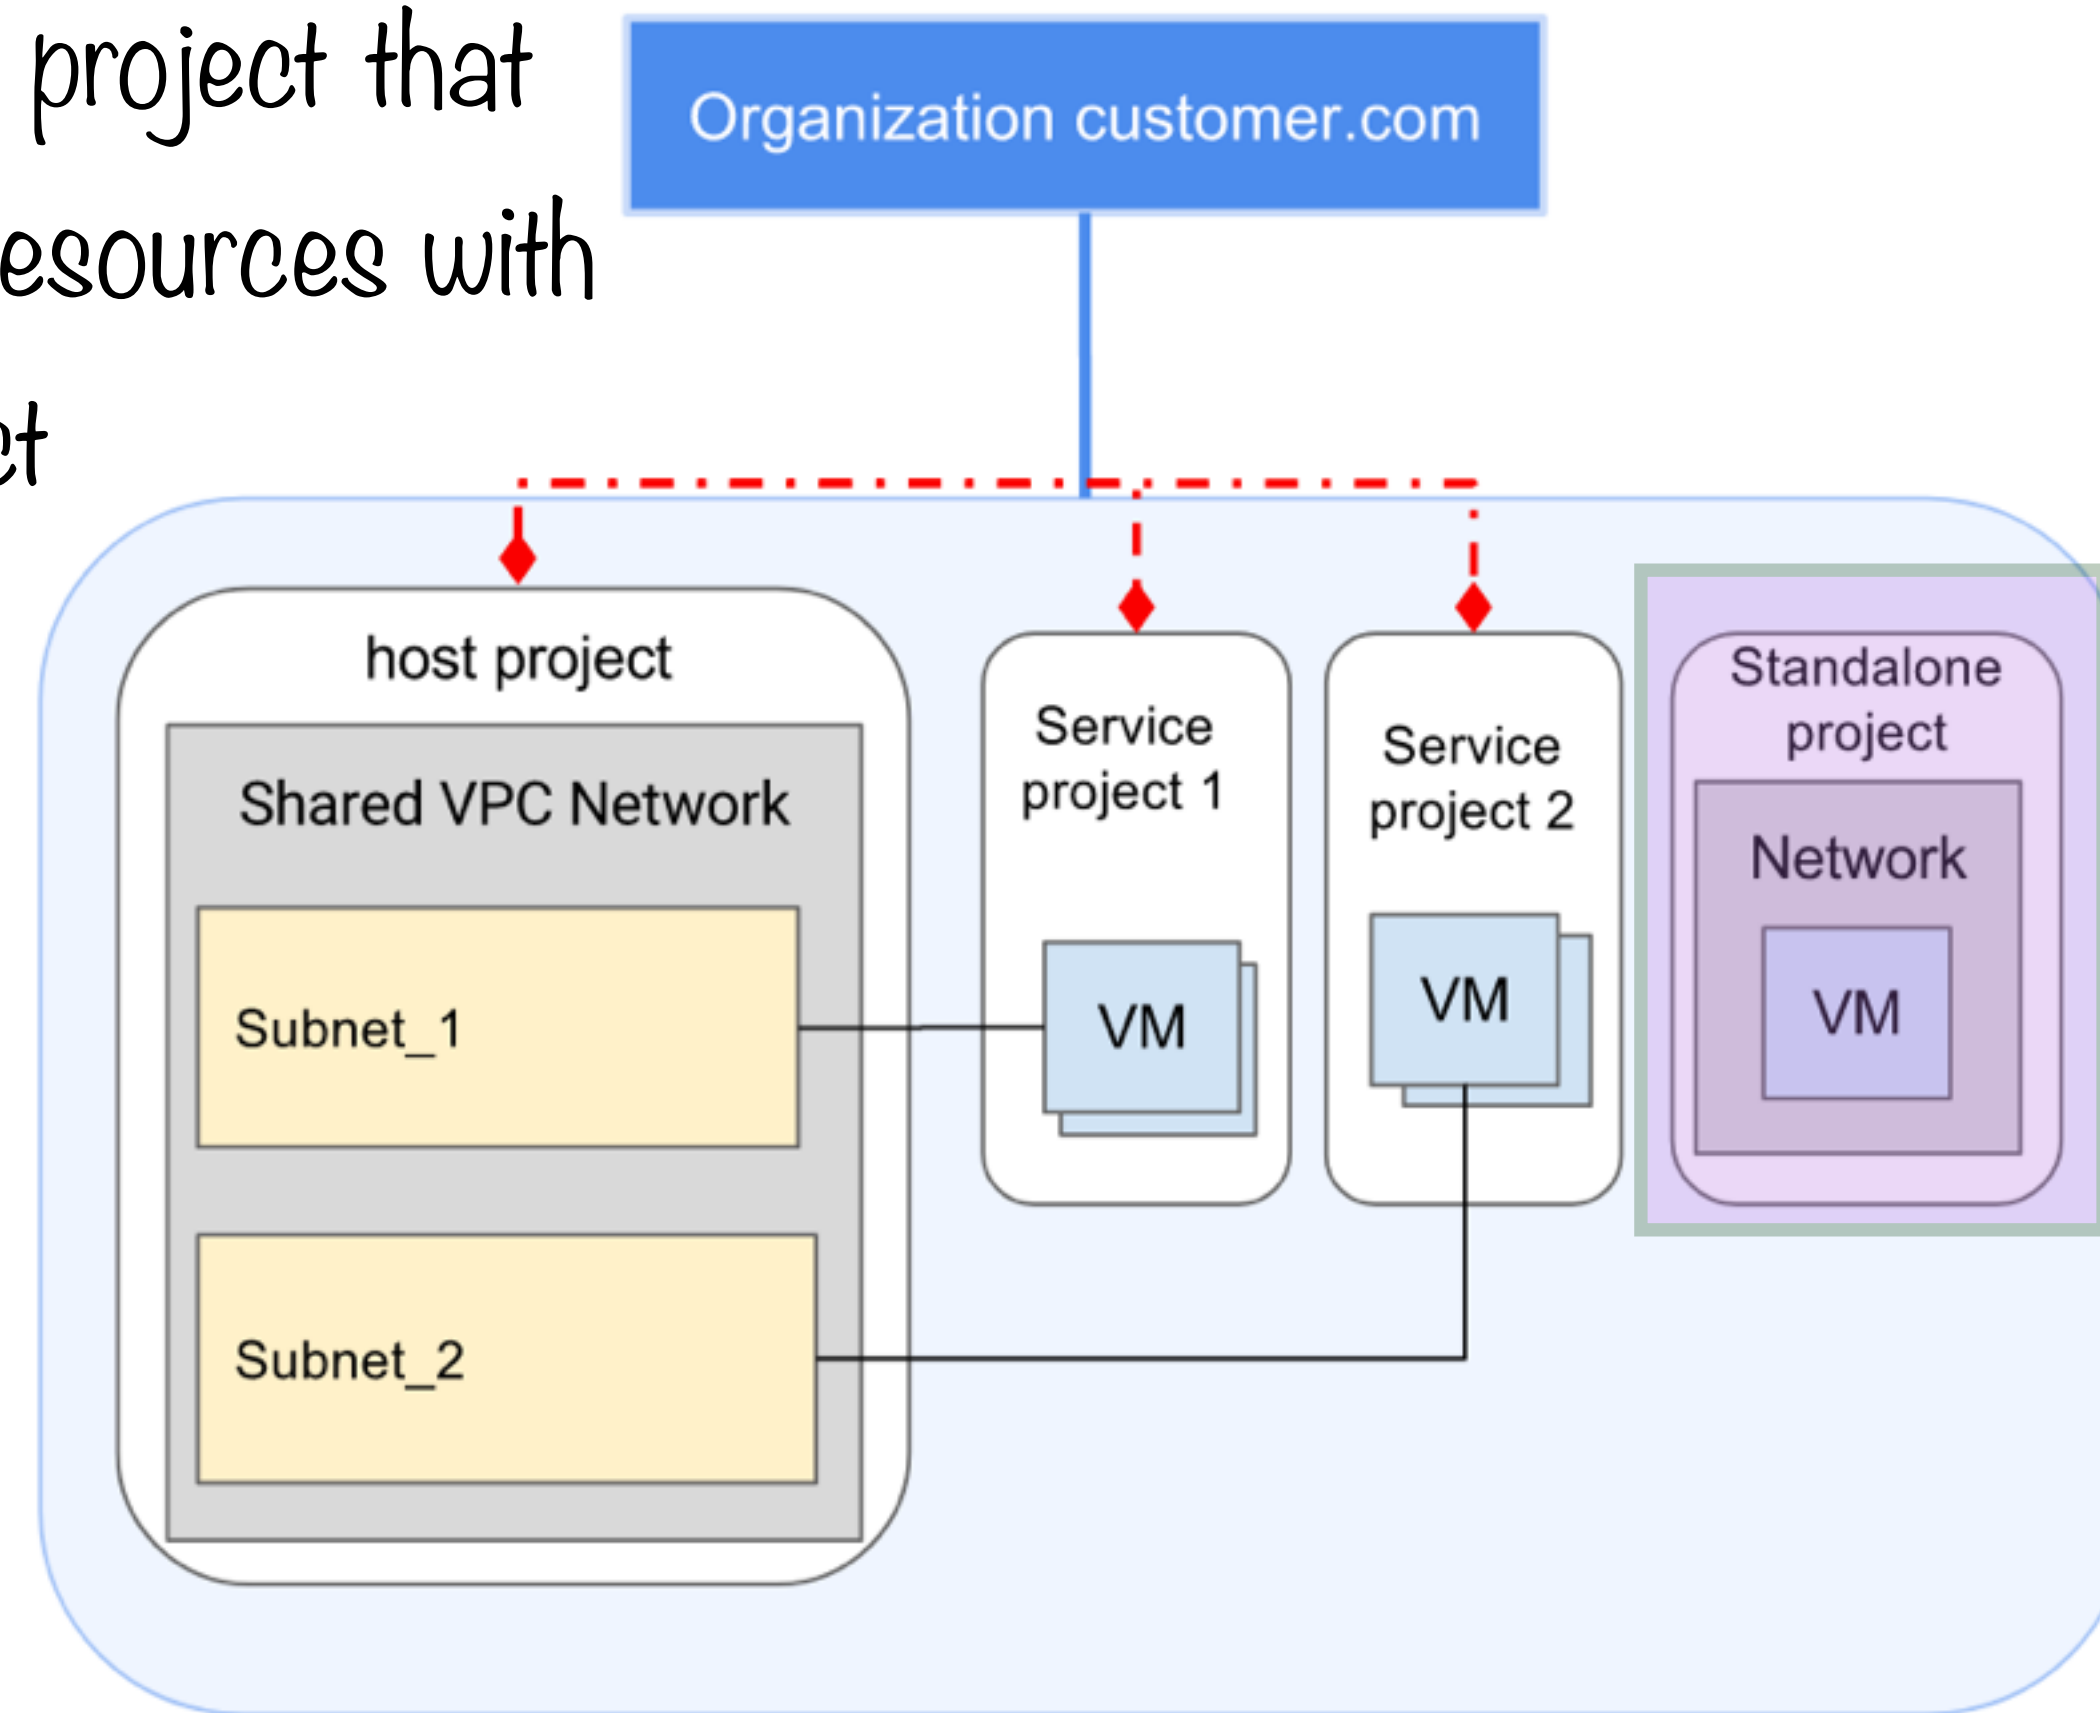 project that
esources with
et
Organization customer.com
host project
Shared VPC Network
Subnet_1
Subnet_2
Service
project 1
VM
Service
project 2
VM
Standalone
project
Network
VM